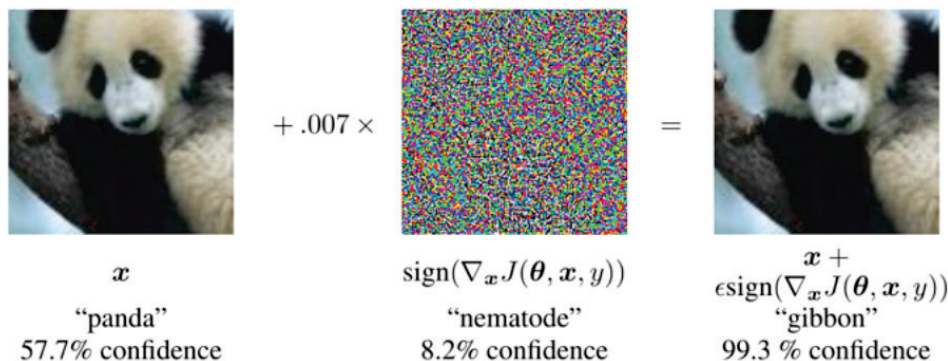 + .007 ×
=
x
sign(∇ₓJ(θ, x, y))
x +
ϵsign(∇ₓJ(θ, x, y))
“panda”
“nematode”
“gibbon”
57.7% confidence
8.2% confidence
99.3 % confidence